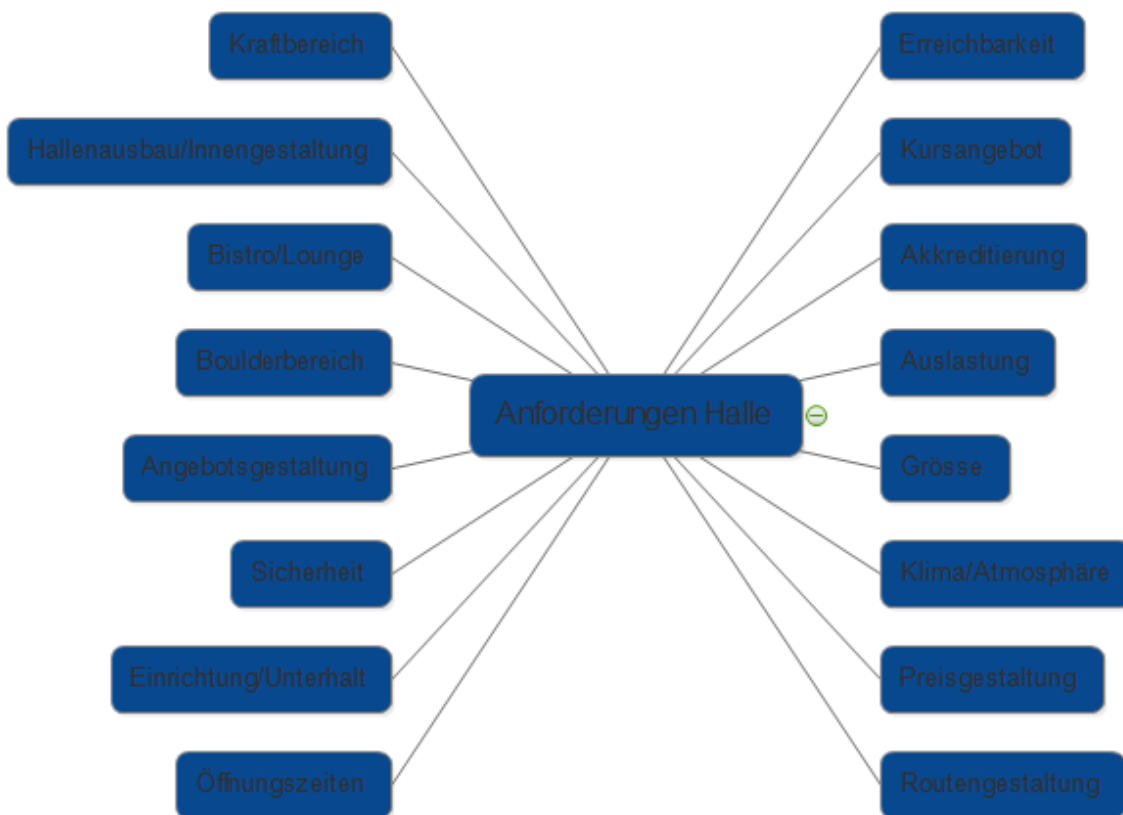 Kraftbereich
Hallenausbau/Innengestaltung
Bistro/Lounge
Boulderbereich
Angebotsgestaltung
Sicherheit
Einrichtung/Unterhalt
Öffnungszeiten
Anforderungen Halle
Erreichbarkeit
Kursangebot
Akkreditierung
Auslastung
Grösse
Klima/Atmosphäre
Preisgestaltung
Routengestaltung